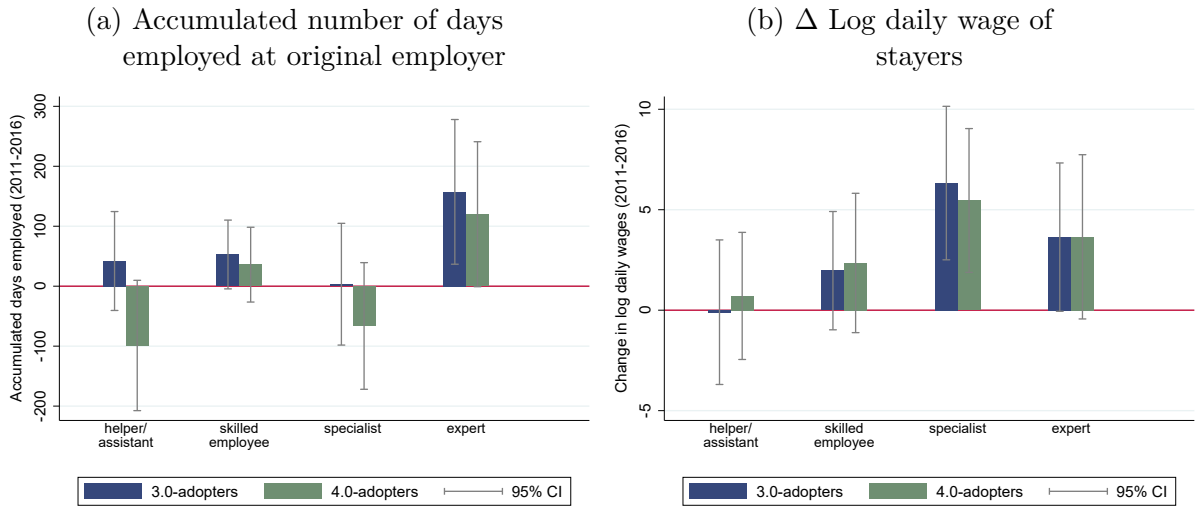 (a) Accumulated number of days
employed at original employer
Accumulated days employed (2011-2016)
300
200
100
0
-100
-200
helper/
assistant
skilled
employee
specialist
expert
3.0-adopters
4.0-adopters
95% CI
(b) Δ Log daily wage of
stayers
Change in log daily wages (2011-2016)
10
5
0
-5
helper/
assistant
skilled
employee
specialist
expert
3.0-adopters
4.0-adopters
95% CI